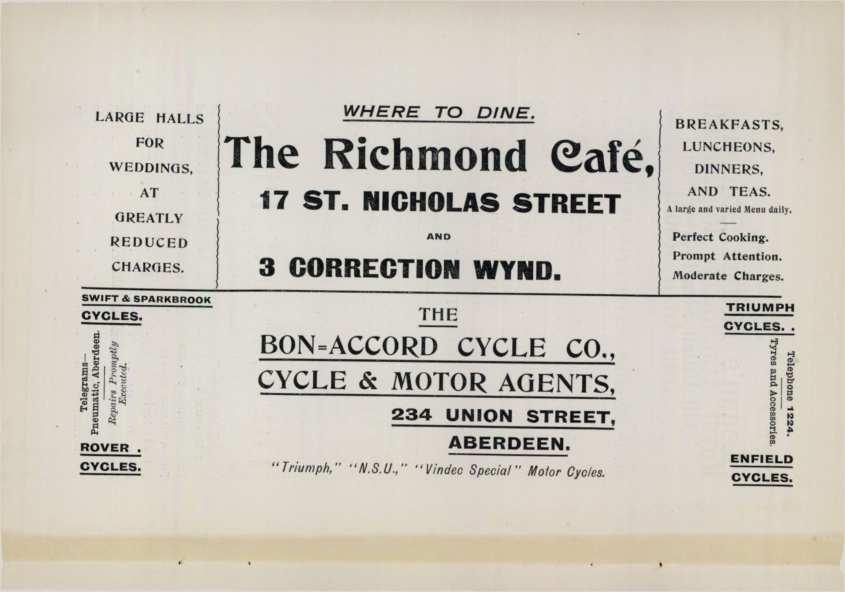 LARGE HALLS
FOR
WEDDINGS,
AT
GREATLY
REDUCED
CHARGES.
WHERE TO DINE.
The Richmond Café,
17 ST. NICHOLAS STREET
AND
3 CORRECTION WYND.
BREAKFASTS,
LUNCHEONS,
DINNERS,
AND TEAS.
A large and varied Menu daily.
Perfect Cooking.
Prompt Attention.
Moderate Charges.
SWIFT & SPARKBROOK
CYCLES.
Telegrams—
Pneumatic, Aberdeen.
Repairs Promptly
Executed.
ROVER .
CYCLES.
THE
BON=ACCORD CYCLE CO.,
CYCLE & MOTOR AGENTS,
234 UNION STREET,
ABERDEEN.
"Triumph," "N.S.U.," "Vindec Special" Motor Cycles.
TRIUMPH
CYCLES. .
Telephone 1224.
Tyres and Accessories.
ENFIELD
CYCLES.